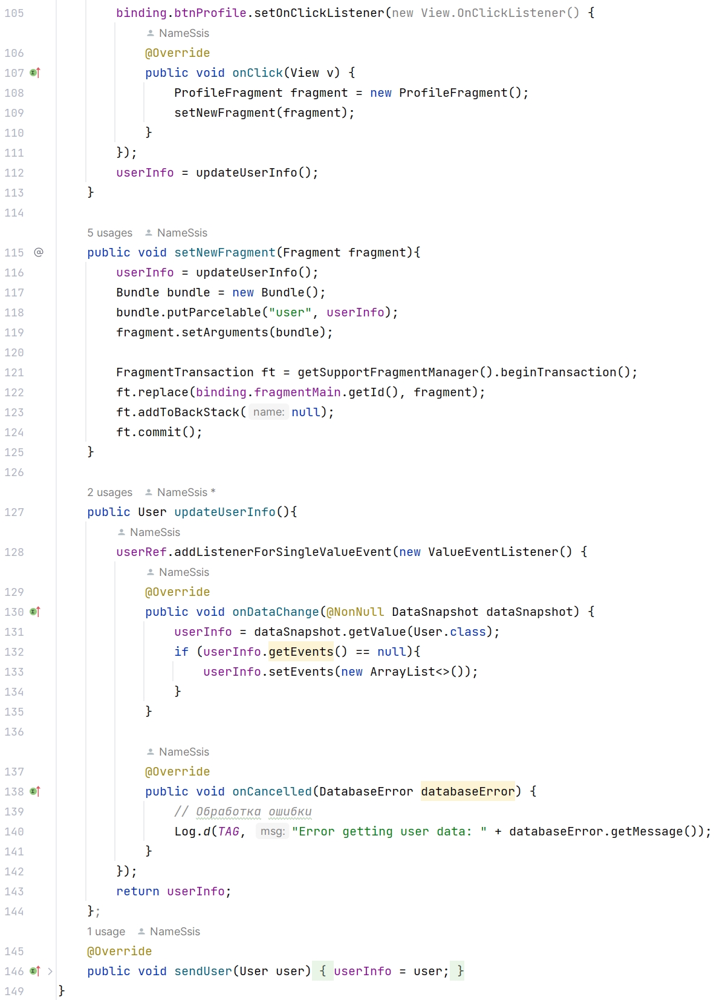 105 binding.btnProfile.setOnClickListener(new View.OnClickListener() {
NameSsis
106 @Override
107 public void onClick(View v) {
108 ProfileFragment fragment = new ProfileFragment();
109 setNewFragment(fragment);
110 }
111 });
112 userInfo = updateUserInfo();
113 }
114
5 usages NameSsis
115 @ public void setNewFragment(Fragment fragment){
116 userInfo = updateUserInfo();
117 Bundle bundle = new Bundle();
118 bundle.putParcelable("user", userInfo);
119 fragment.setArguments(bundle);
120
121 FragmentTransaction ft = getSupportFragmentManager().beginTransaction();
122 ft.replace(binding.fragmentMain.getId(), fragment);
123 ft.addToBackStack( name: null);
124 ft.commit();
125 }
126
2 usages NameSsis *
127 public User updateUserInfo(){
NameSsis
128 userRef.addListenerForSingleValueEvent(new ValueEventListener() {
NameSsis
129 @Override
130 public void onDataChange(@NonNull DataSnapshot dataSnapshot) {
131 userInfo = dataSnapshot.getValue(User.class);
132 if (userInfo.getEvents() == null){
133 userInfo.setEvents(new ArrayList<>());
134 }
135 }
136
NameSsis
137 @Override
138 public void onCancelled(DatabaseError databaseError) {
139 // Обработка ошибки
140 Log.d(TAG, msg: "Error getting user data: " + databaseError.getMessage());
141 }
142 });
143 return userInfo;
144 };
1 usage NameSsis
145 @Override
146 public void sendUser(User user) { userInfo = user; }
149 }